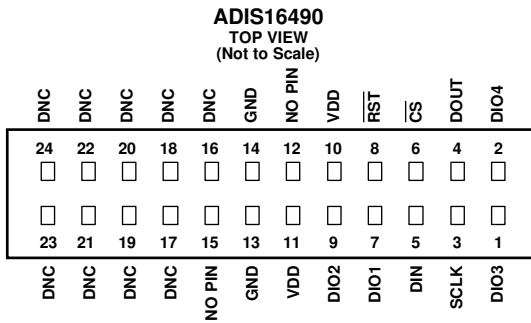 ADIS16490
TOP VIEW
(Not to Scale)
DNC DNC DNC DNC DNC GND NO PIN VDD RST CS DOUT DIO4
24 22 20 18 16 14 12 10 8 6 4 2
23 21 19 17 15 13 11 9 7 5 3 1
DNC DNC DNC DNC NO PIN GND VDD DIO2 DIO1 DIN SCLK DIO3